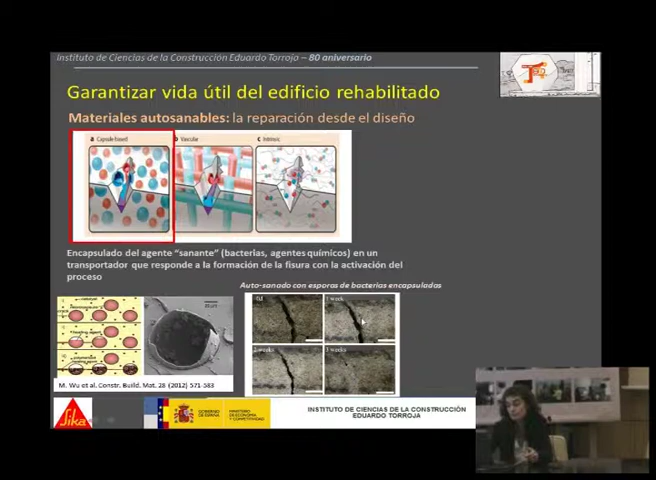 Instituto de Ciencias de la Construcción Eduardo Torroja – 80 aniversario
Garantizar vida útil del edificio rehabilitado
Materiales autosanables: la reparación desde el diseño
a Capsule based
b Vascular
c Intrinsic
Encapsulado del agente "sanante" (bacterias, agentes químicos) en un
transportador que responde a la formación de la fisura con la activación del
proceso
Auto-sanado con esporas de bacterias encapsuladas
1 week
2 weeks
3 weeks
M. Wu et al. Constr. Build. Mat. 28 (2012) 571-583
Sika
GOBIERNO
DE ESPAÑA
MINISTERIO
DE ECONOMÍA
Y COMPETITIVIDAD
INSTITUTO DE CIENCIAS DE LA CONSTRUCCIÓN
EDUARDO TORROJA